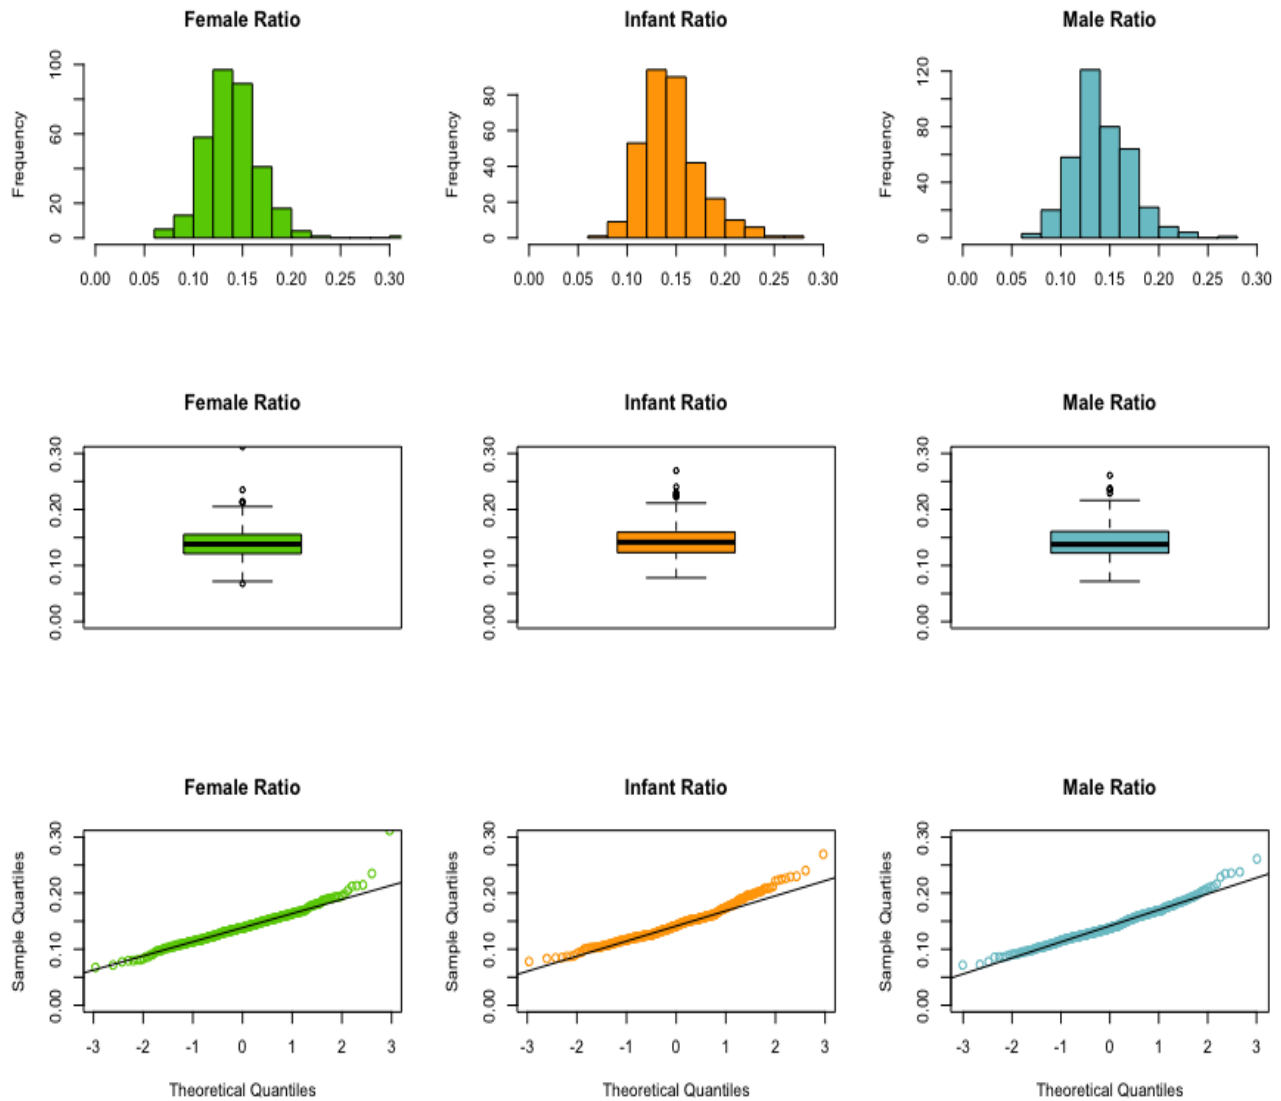 Female Ratio
Infant Ratio
Male Ratio
Frequency
0 20 60 100
0.00 0.05 0.10 0.15 0.20 0.25 0.30
Frequency
0 20 40 60 80
0.00 0.05 0.10 0.15 0.20 0.25 0.30
Frequency
0 40 80 120
0.00 0.05 0.10 0.15 0.20 0.25 0.30
Female Ratio
Infant Ratio
Male Ratio
0.00 0.10 0.20 0.30
0.00 0.10 0.20 0.30
0.00 0.10 0.20 0.30
Female Ratio
Infant Ratio
Male Ratio
Sample Quartiles
0.00 0.10 0.20 0.30
-3 -2 -1 0 1 2 3
Theoretical Quantiles
Sample Quartiles
0.00 0.10 0.20 0.30
-3 -2 -1 0 1 2 3
Theoretical Quantiles
Sample Quartiles
0.00 0.10 0.20 0.30
-3 -2 -1 0 1 2 3
Theoretical Quantiles